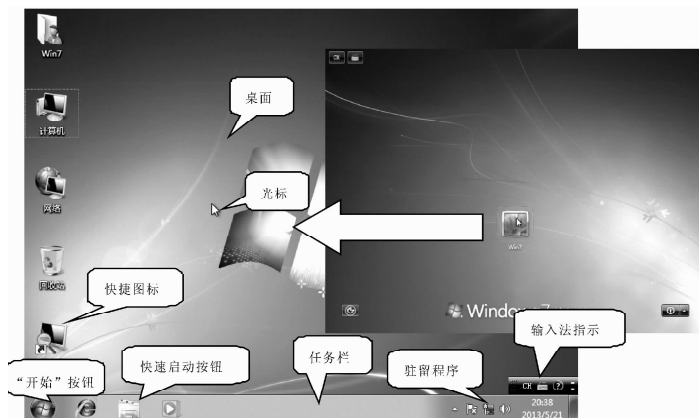 Win7
桌面
计算机
光标
网络
Win7
回收站
快捷图标
Windows 7
输入法指示
任务栏
快速启动按钮
驻留程序
“开始”按钮
CH
20:38
2013/5/21